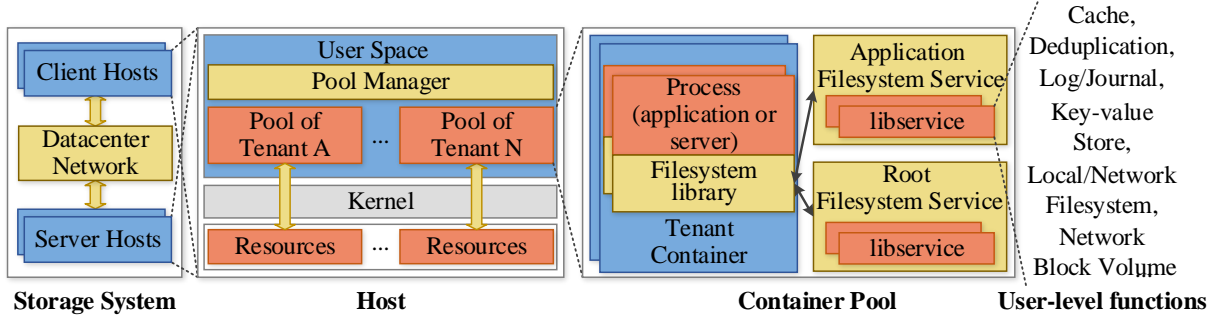 Client Hosts
Datacenter
Network
Server Hosts
Storage System
User Space
Pool Manager
Pool of
Tenant A
...
Pool of
Tenant N
Kernel
Resources
...
Resources
Host
Process
(application or
server)
Filesystem
library
Tenant
Container
Application
Filesystem Service
libservice
Root
Filesystem Service
libservice
Container Pool
Cache,
Deduplication,
Log/Journal,
Key-value
Store,
Local/Network
Filesystem,
Network
Block Volume
User-level functions